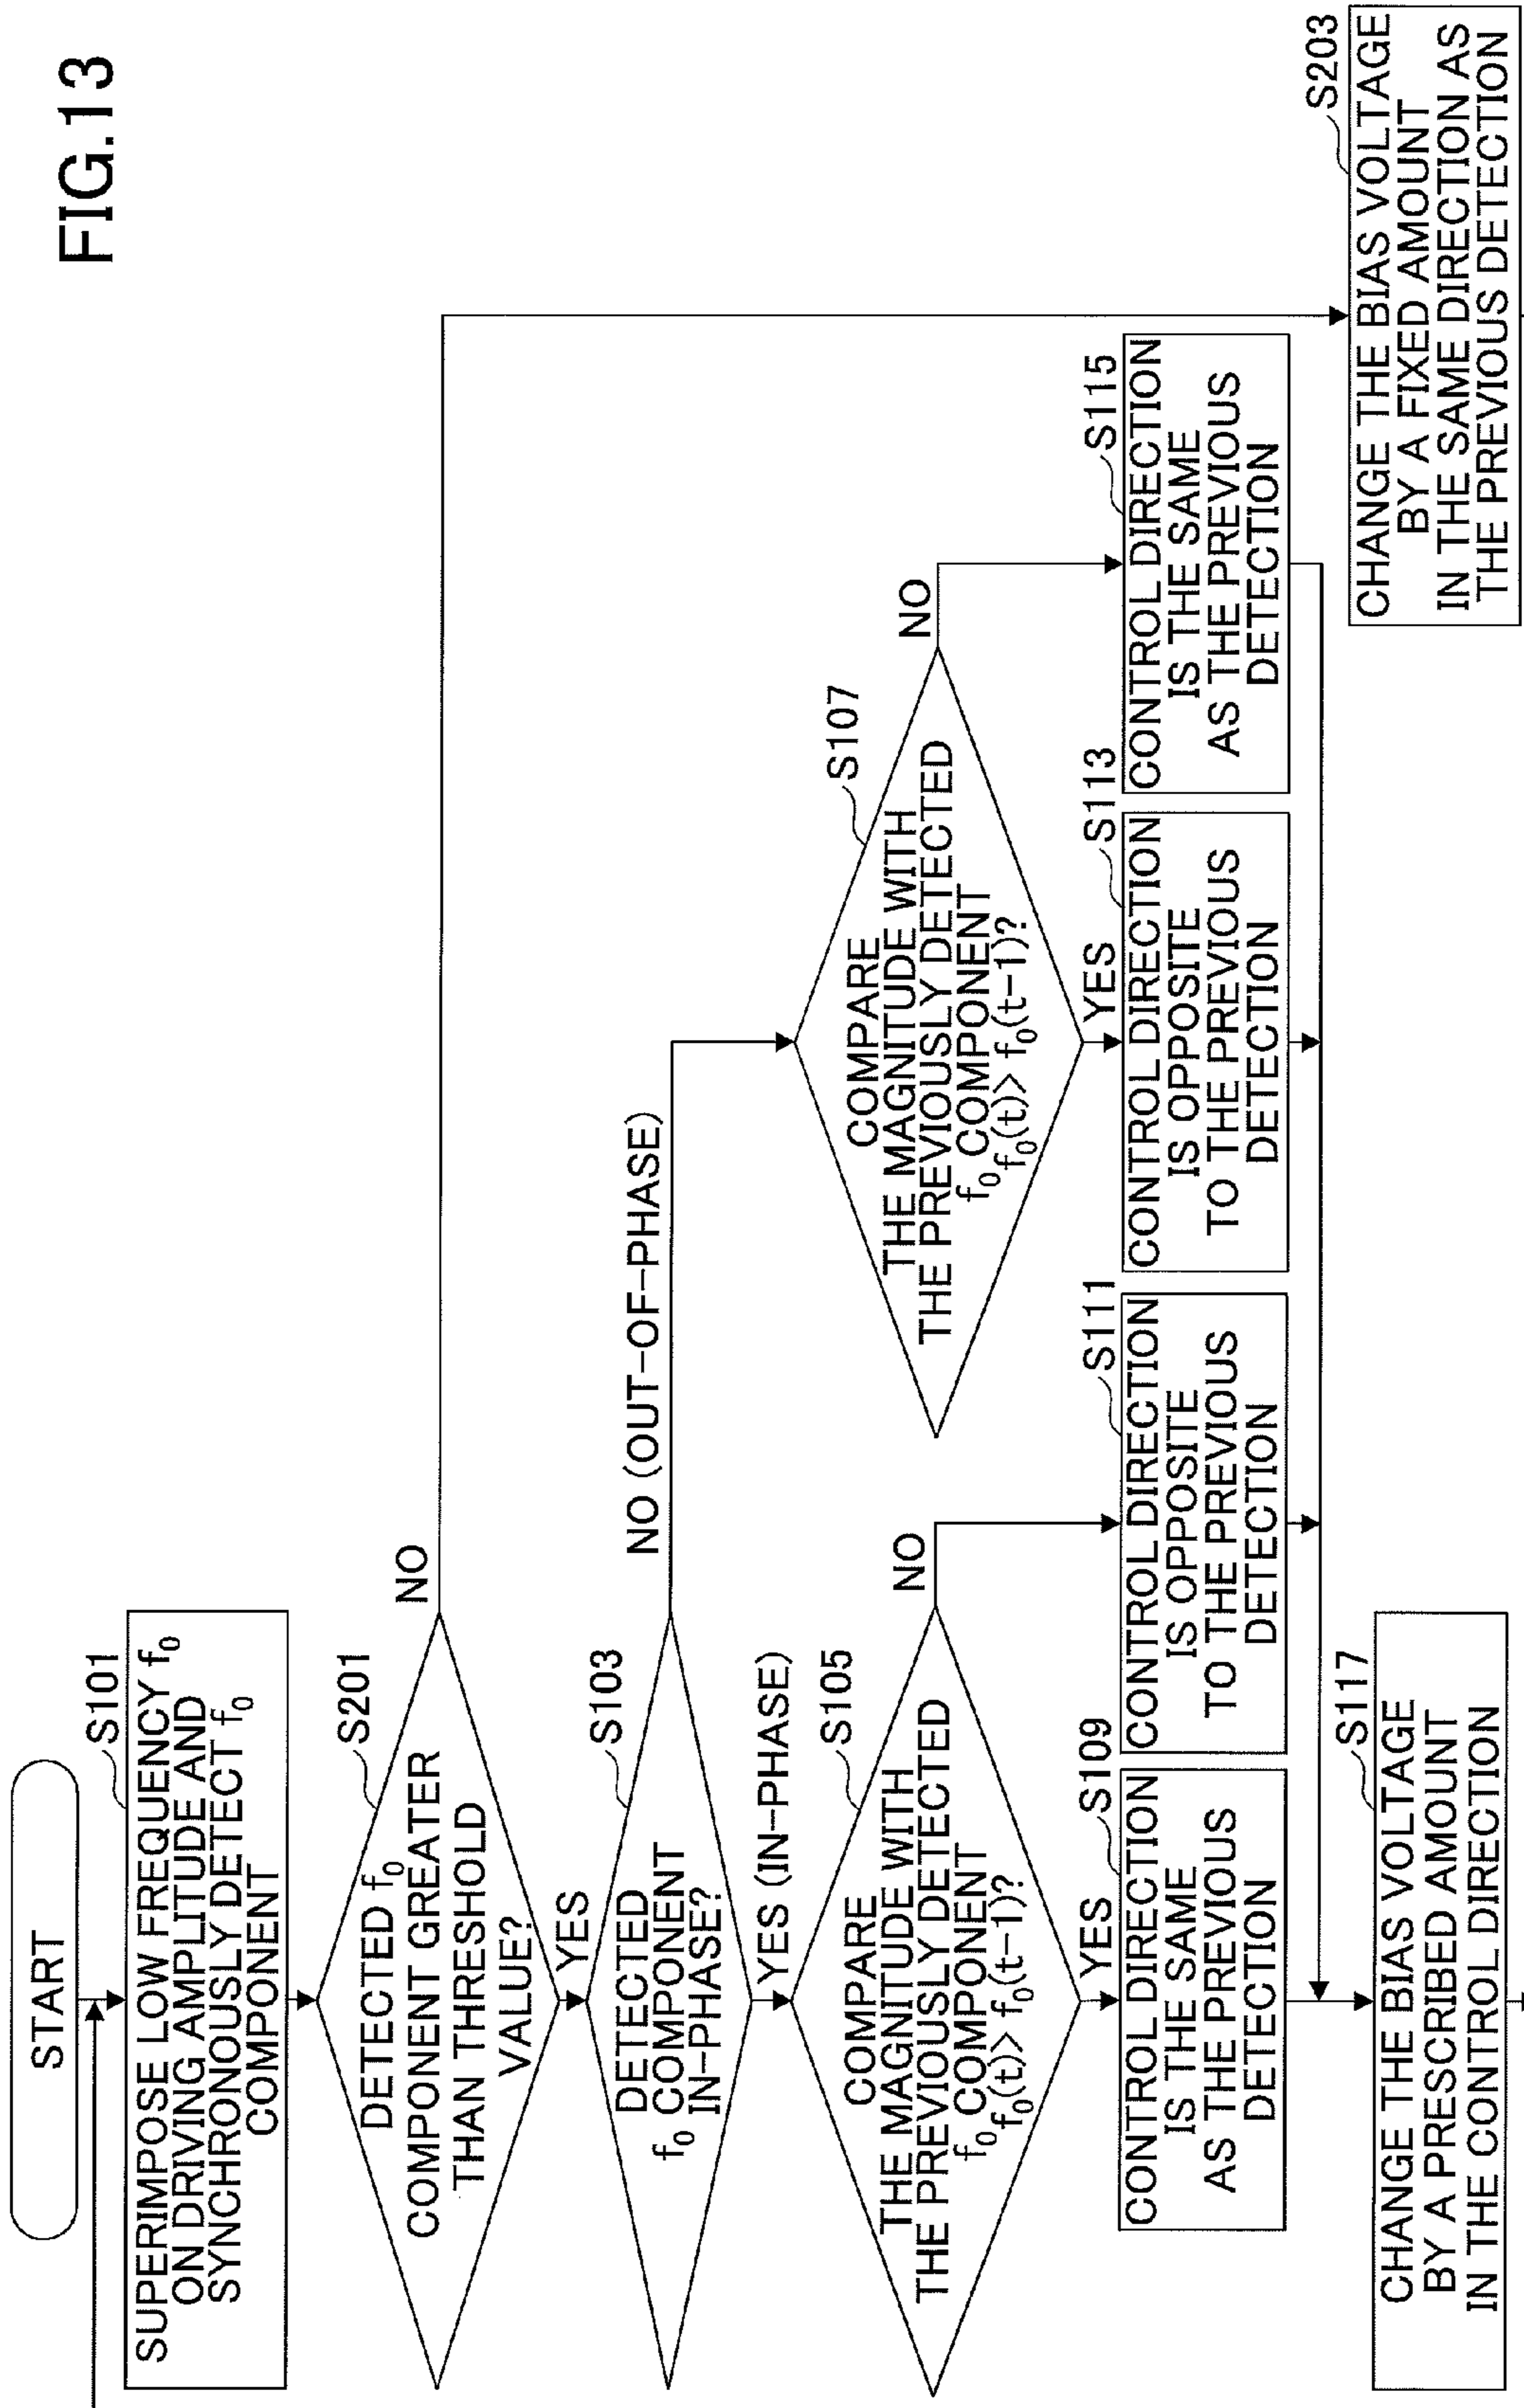 FIG.13
START
S101
SUPERIMPOSE LOW FREQUENCY f0
ON DRIVING AMPLITUDE AND
SYNCHRONOUSLY DETECT f0
COMPONENT
S201
DETECTED f0
COMPONENT GREATER
THAN THRESHOLD
VALUE?
NO
YES
S103
DETECTED
f0 COMPONENT
IN-PHASE?
NO (OUT-OF-PHASE)
YES (IN-PHASE)
S105
COMPARE
THE MAGNITUDE WITH
THE PREVIOUSLY DETECTED
f0 COMPONENT
f0(t)> f0(t-1)?
NO
YES
S107
COMPARE
THE MAGNITUDE WITH
THE PREVIOUSLY DETECTED
f0 COMPONENT
f0(t)> f0(t-1)?
NO
YES
S109
CONTROL DIRECTION
IS THE SAME
AS THE PREVIOUS
DETECTION
S111
CONTROL DIRECTION
IS OPPOSITE
TO THE PREVIOUS
DETECTION
S113
CONTROL DIRECTION
IS OPPOSITE
TO THE PREVIOUS
DETECTION
S115
CONTROL DIRECTION
IS THE SAME
AS THE PREVIOUS
DETECTION
S117
CHANGE THE BIAS VOLTAGE
BY A PRESCRIBED AMOUNT
IN THE CONTROL DIRECTION
S203
CHANGE THE BIAS VOLTAGE
BY A FIXED AMOUNT
IN THE SAME DIRECTION AS
THE PREVIOUS DETECTION